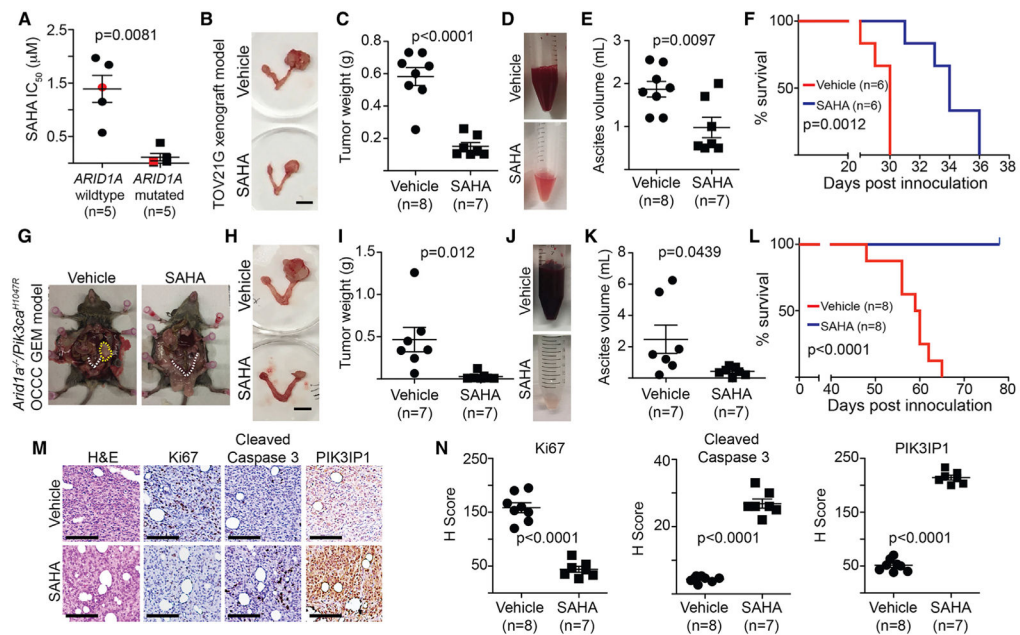 A
p=0.0081
SAHA IC50 (µM)
2.5
1.5
0.5
ARID1A
wildtype
(n=5)
ARID1A
mutated
(n=5)
B
TOV21G xenograft model
Vehicle
SAHA
C
p<0.0001
Tumor weight (g)
0.8
0.6
0.4
0.2
0
Vehicle
(n=8)
SAHA
(n=7)
D
Vehicle
SAHA
E
p=0.0097
Ascites volume (mL)
3
2
1
0
Vehicle
(n=8)
SAHA
(n=7)
F
% survival
100
50
0
Vehicle (n=6)
SAHA (n=6)
p=0.0012
20 30 32 34 36 38
Days post innoculation
G
Arid1a-/-/Pik3caH1047R
OCCC GEM model
Vehicle
SAHA
H
Vehicle
SAHA
I
p=0.012
Tumor weight (g)
1.5
1.0
0.5
0
Vehicle
(n=7)
SAHA
(n=7)
J
Vehicle
SAHA
K
p=0.0439
Ascites volume (mL)
8
6
4
2
0
Vehicle
(n=7)
SAHA
(n=7)
L
% survival
100
50
0
Vehicle (n=8)
SAHA (n=8)
p<0.0001
0 40 60 80
Days post innoculation
M
H&E
Ki67
Cleaved
Caspase 3
PIK3IP1
Vehicle
SAHA
N
Ki67
H Score
250
150
50
p<0.0001
Vehicle
(n=8)
SAHA
(n=7)
Cleaved
Caspase 3
H Score
40
20
0
p<0.0001
Vehicle
(n=8)
SAHA
(n=7)
PIK3IP1
H Score
250
150
50
p<0.0001
Vehicle
(n=8)
SAHA
(n=7)